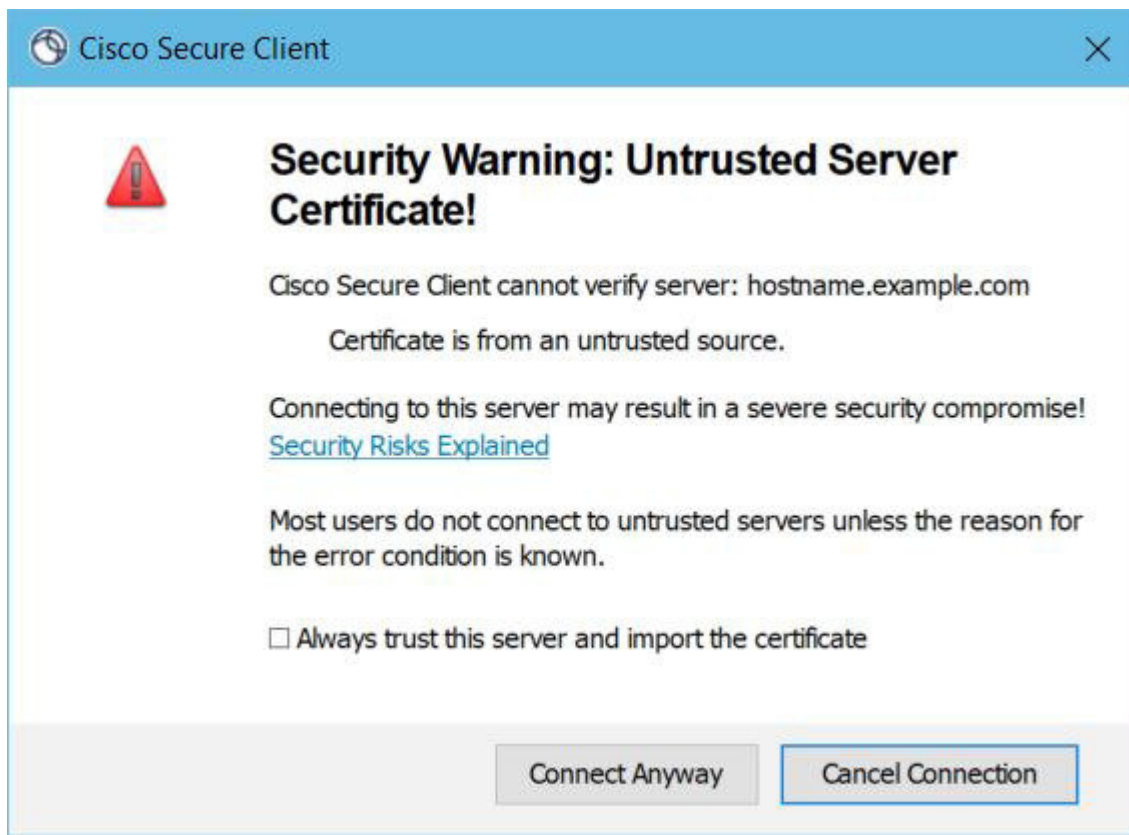 Cisco Secure Client
Security Warning: Untrusted Server
Certificate!
Cisco Secure Client cannot verify server: hostname.example.com
Certificate is from an untrusted source.
Connecting to this server may result in a severe security compromise!
Security Risks Explained
Most users do not connect to untrusted servers unless the reason for
the error condition is known.
Always trust this server and import the certificate
Connect Anyway
Cancel Connection